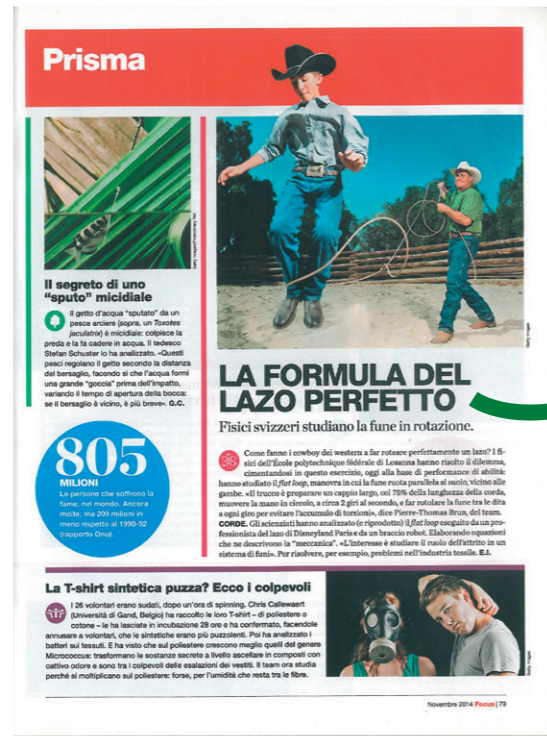 Prisma
Il segreto di uno
“sputo” micidiale
Il getto d'acqua “sputato” da un
pesce arciere (sopra, un Toxotes
jaculatrix) è micidiale: colpisce la
preda e la fa cadere in acqua. Il tedesco
Stefan Schuster lo ha analizzato. «Questi
pesci regolano il getto secondo la distanza
del bersaglio, facendo sì che l'acqua formi
una grande “goccia” prima dell'impatto,
variando il tempo di apertura della bocca:
se il bersaglio è vicino, è più breve». G.C.
805
MILIONI
Le persone che soffrono la
fame, nel mondo. Ancora
molte, ma 209 milioni in
meno rispetto al 1990-92
(rapporto Onu).
Getty Images
LA FORMULA DEL
LAZO PERFETTO
Fisici svizzeri studiano la fune in rotazione.
Come fanno i cowboy dei western a far roteare perfettamente un lazo? I fi-
sici dell'École polytechnique fédérale di Losanna hanno risolto il dilemma,
cimentandosi in questo esercizio, oggi alla base di performance di abilità:
hanno studiato il flat loop, manovra in cui la fune ruota parallela al suolo, vicino alle
gambe. «Il trucco è preparare un cappio largo, col 75% della lunghezza della corda,
muovere la mano in circolo, a circa 2 giri al secondo, e far rotolare la fune tra le dita
a ogni giro per evitare l'accumulo di torsioni», dice Pierre-Thomas Brun, del team.
CORDE. Gli scienziati hanno analizzato (e riprodotto) il flat loop eseguito da un pro-
fessionista del lazo di Disneyland Paris e da un braccio robot. Elaborando equazioni
che ne descrivono la “meccanica”. «L'interesse è studiare il ruolo dell'attrito in un
sistema di funi». Per risolvere, per esempio, problemi nell'industria tessile. E.I.
La T-shirt sintetica puzza? Ecco i colpevoli
I 26 volontari erano sudati, dopo un'ora di spinning. Chris Callewaert
(Università di Gand, Belgio) ha raccolto le loro T-shirt – di poliestere o
cotone – le ha lasciate in incubazione 28 ore e ha confermato, facendole
annusare a volontari, che le sintetiche erano più puzzolenti. Poi ha analizzato i
batteri sui tessuti. E ha visto che sul poliestere crescono meglio quelli del genere
Micrococcus: trasformano le sostanze secrete a livello ascellare in composti con
cattivo odore e sono tra i colpevoli delle esalazioni dei vestiti. Il team ora studia
perché si moltiplicano sul poliestere: forse, per l'umidità che resta tra le fibre.
Getty Images
Novembre 2014 Focus | 79